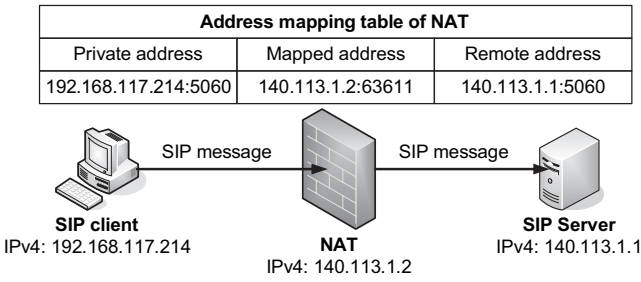 Address mapping table of NAT
Private address Mapped address Remote address
192.168.117.214:5060 140.113.1.2:63611 140.113.1.1:5060
SIP message SIP message
SIP client
IPv4: 192.168.117.214
NAT
IPv4: 140.113.1.2
SIP Server
IPv4: 140.113.1.1